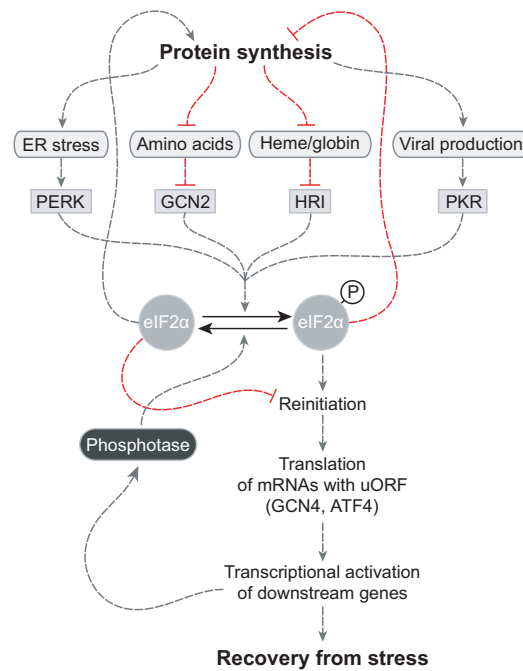 Protein synthesis
ER stress
Amino acids
Heme/globin
Viral production
PERK
GCN2
HRI
PKR
P
eIF2α
eIF2α
Reinitiation
Phosphotase
Translation
of mRNAs with uORF
(GCN4, ATF4)
Transcriptional activation
of downstream genes
Recovery from stress